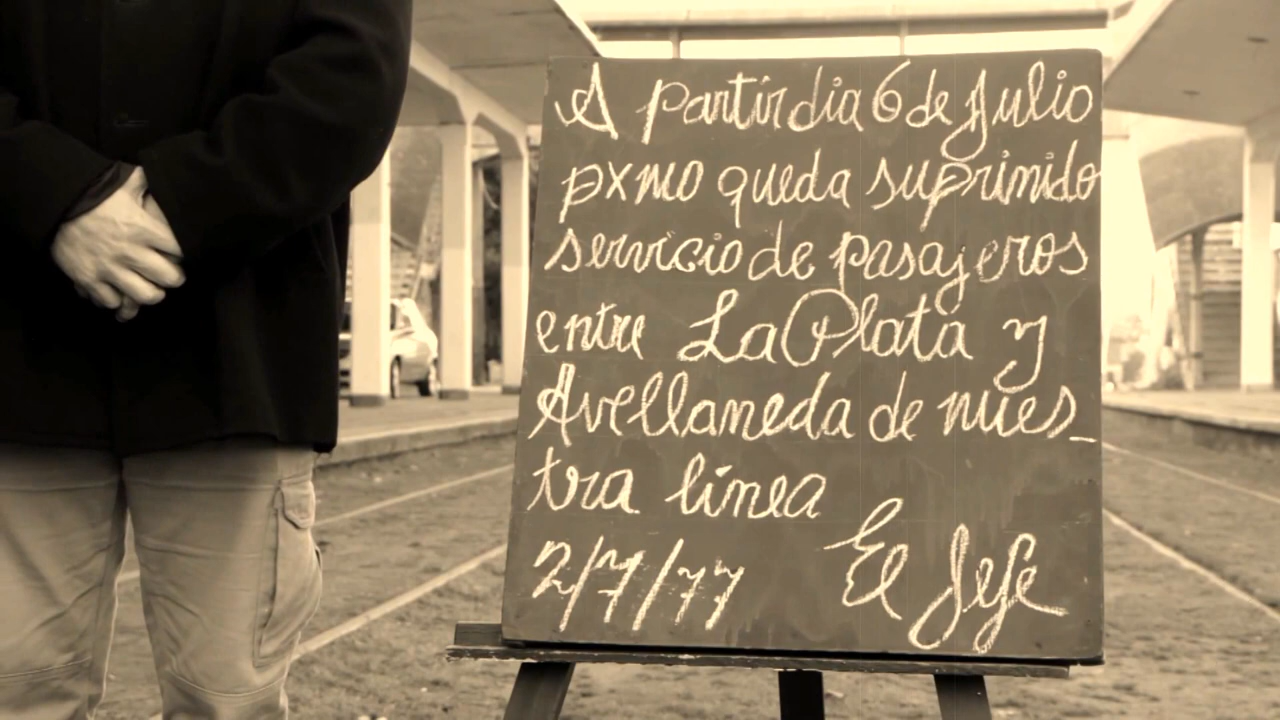 A partir dia 6 de Julio
pxmo queda suprimido
servicio de pasajeros
entre La Plata y
Avellaneda de nues_
tra linea
2/7/77 El Jefe